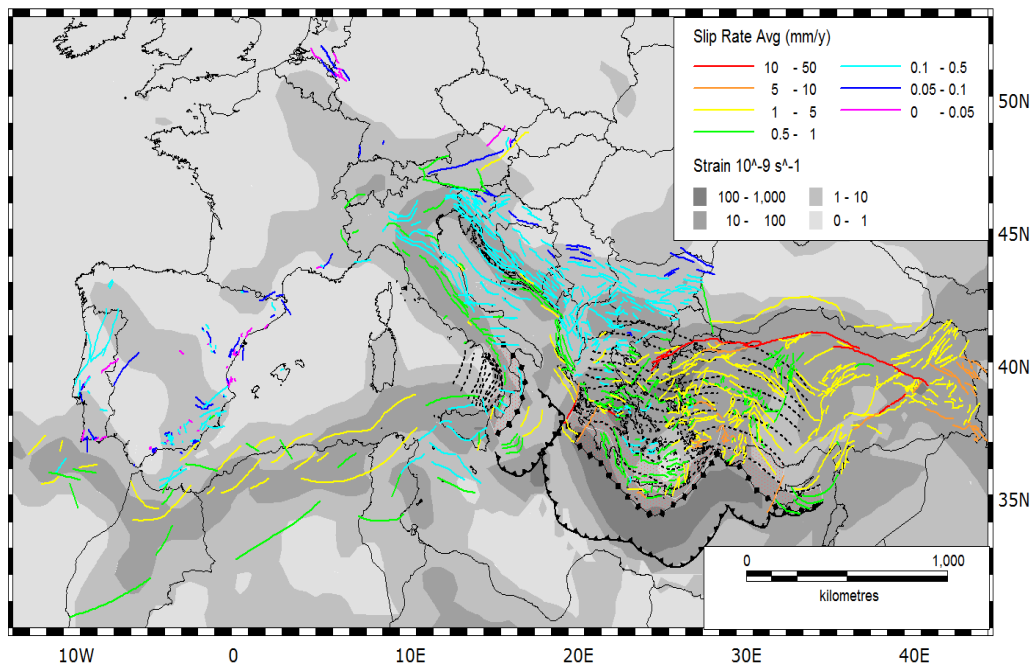 Slip Rate Avg (mm/y)
10 - 50 0.1 - 0.5
5 - 10 0.05 - 0.1
1 - 5 0 - 0.05
0.5 - 1
Strain 10^-9 s^-1
100 - 1,000 1 - 10
10 - 100 0 - 1
50N
45N
40N
35N
0 1,000
kilometres
10W 0 10E 20E 30E 40E